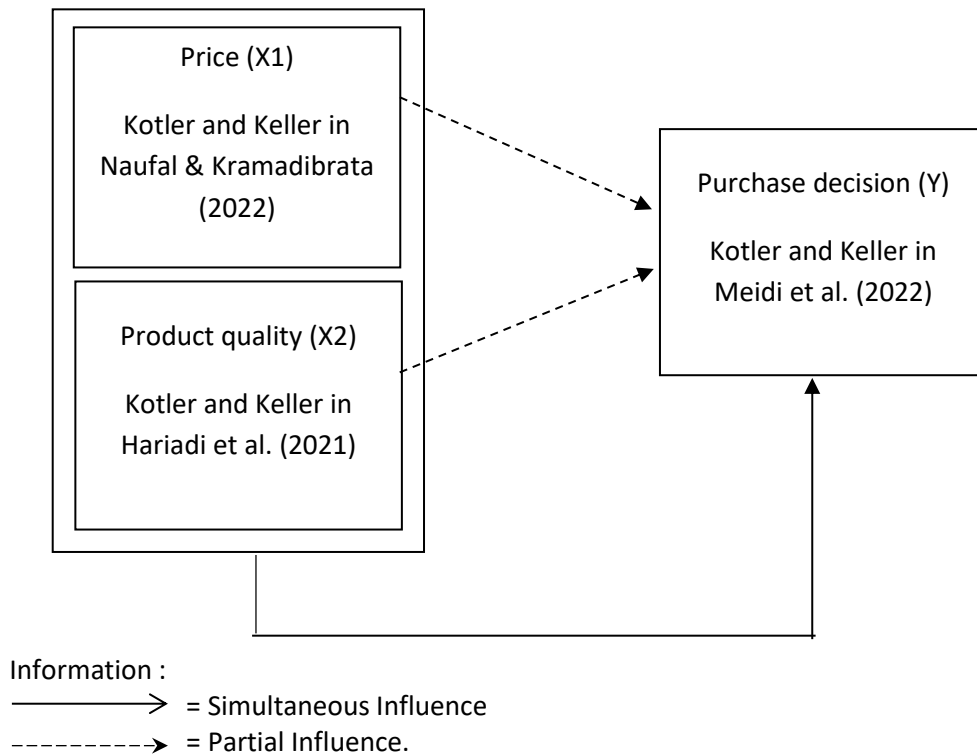 Price (X1)
Kotler and Keller in
Naufal & Kramadibrata
(2022)
Product quality (X2)
Kotler and Keller in
Hariadi et al. (2021)
Purchase decision (Y)
Kotler and Keller in
Meidi et al. (2022)
Information :
= Simultaneous Influence
= Partial Influence.